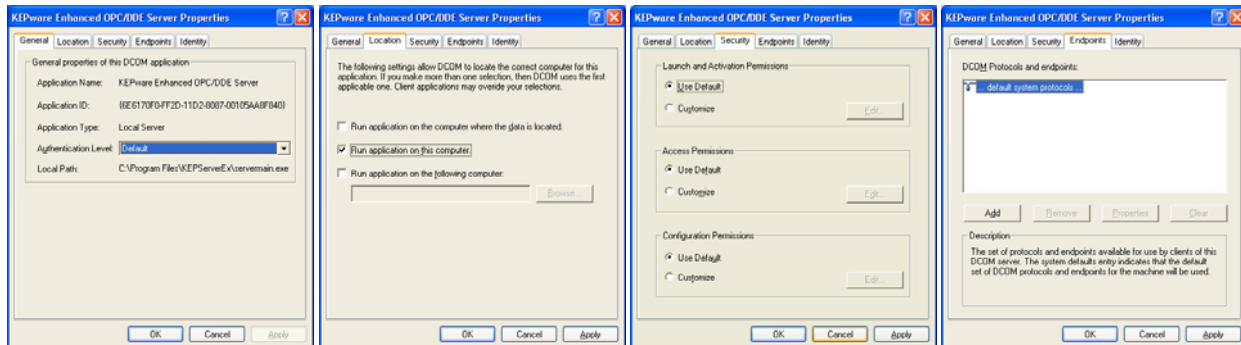 KEPware Enhanced OPC/DDE Server Properties
General Location Security Endpoints Identity
General properties of this DCOM application
Application Name: KEPware Enhanced OPC/DDE Server
Application ID: {6E6170F0-FF2D-11D2-8087-00105AA8F840}
Application Type: Local Server
Authentication Level: Default
Local Path: C:\Program Files\KEPServerEx\servermain.exe
OK Cancel Apply
KEPware Enhanced OPC/DDE Server Properties
General Location Security Endpoints Identity
The following settings allow DCOM to locate the correct computer for this
application. If you make more than one selection, then DCOM uses the first
applicable one. Client applications may overide your selections.
Run application on the computer where the data is located.
Run application on this computer.
Run application on the following computer:
Browse...
OK Cancel Apply
KEPware Enhanced OPC/DDE Server Properties
General Location Security Endpoints Identity
Launch and Activation Permissions
Use Default
Customize
Edit...
Access Permissions
Use Default
Customize
Edit...
Configuration Permissions
Use Default
Customize
Edit...
OK Cancel Apply
KEPware Enhanced OPC/DDE Server Properties
General Location Security Endpoints Identity
DCOM Protocols and endpoints:
... default system protocols ...
Add Remove Properties Clear
Description
The set of protocols and endpoints available for use by clients of this
DCOM server. The system defaults entry indicates that the default
set of DCOM protocols and endpoints for the machine will be used.
OK Cancel Apply